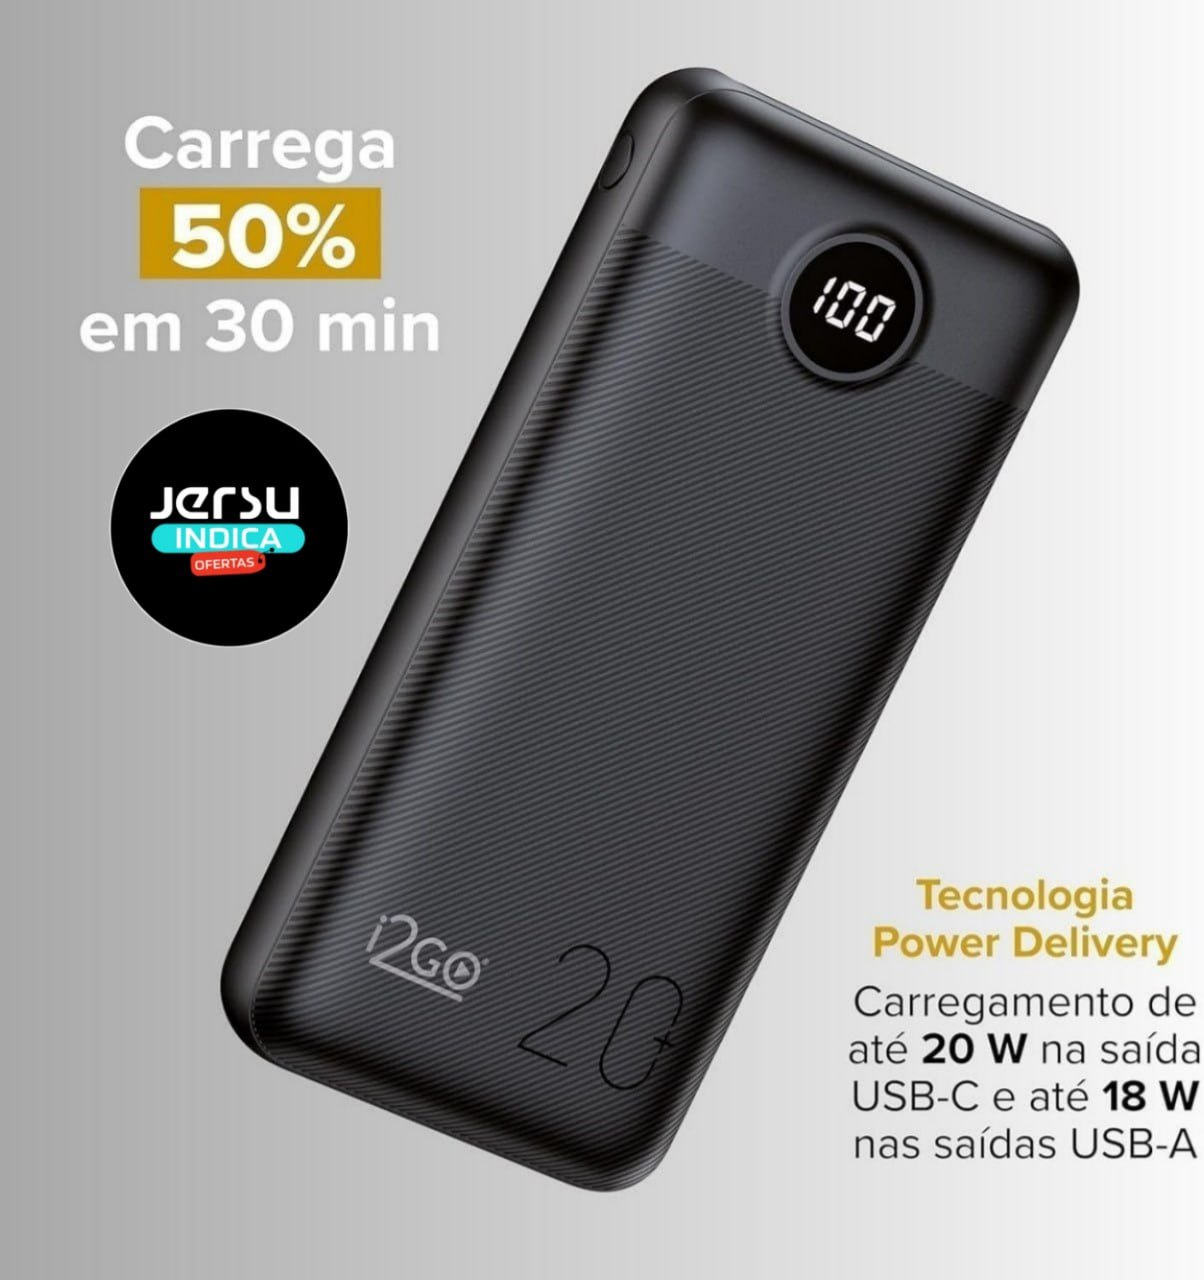 Carrega
50%
em 30 min
100
Jersu
INDICA
OFERTAS
i2GO
20+
Tecnologia
Power Delivery
Carregamento de
até 20 W na saída
USB-C e até 18 W
nas saídas USB-A